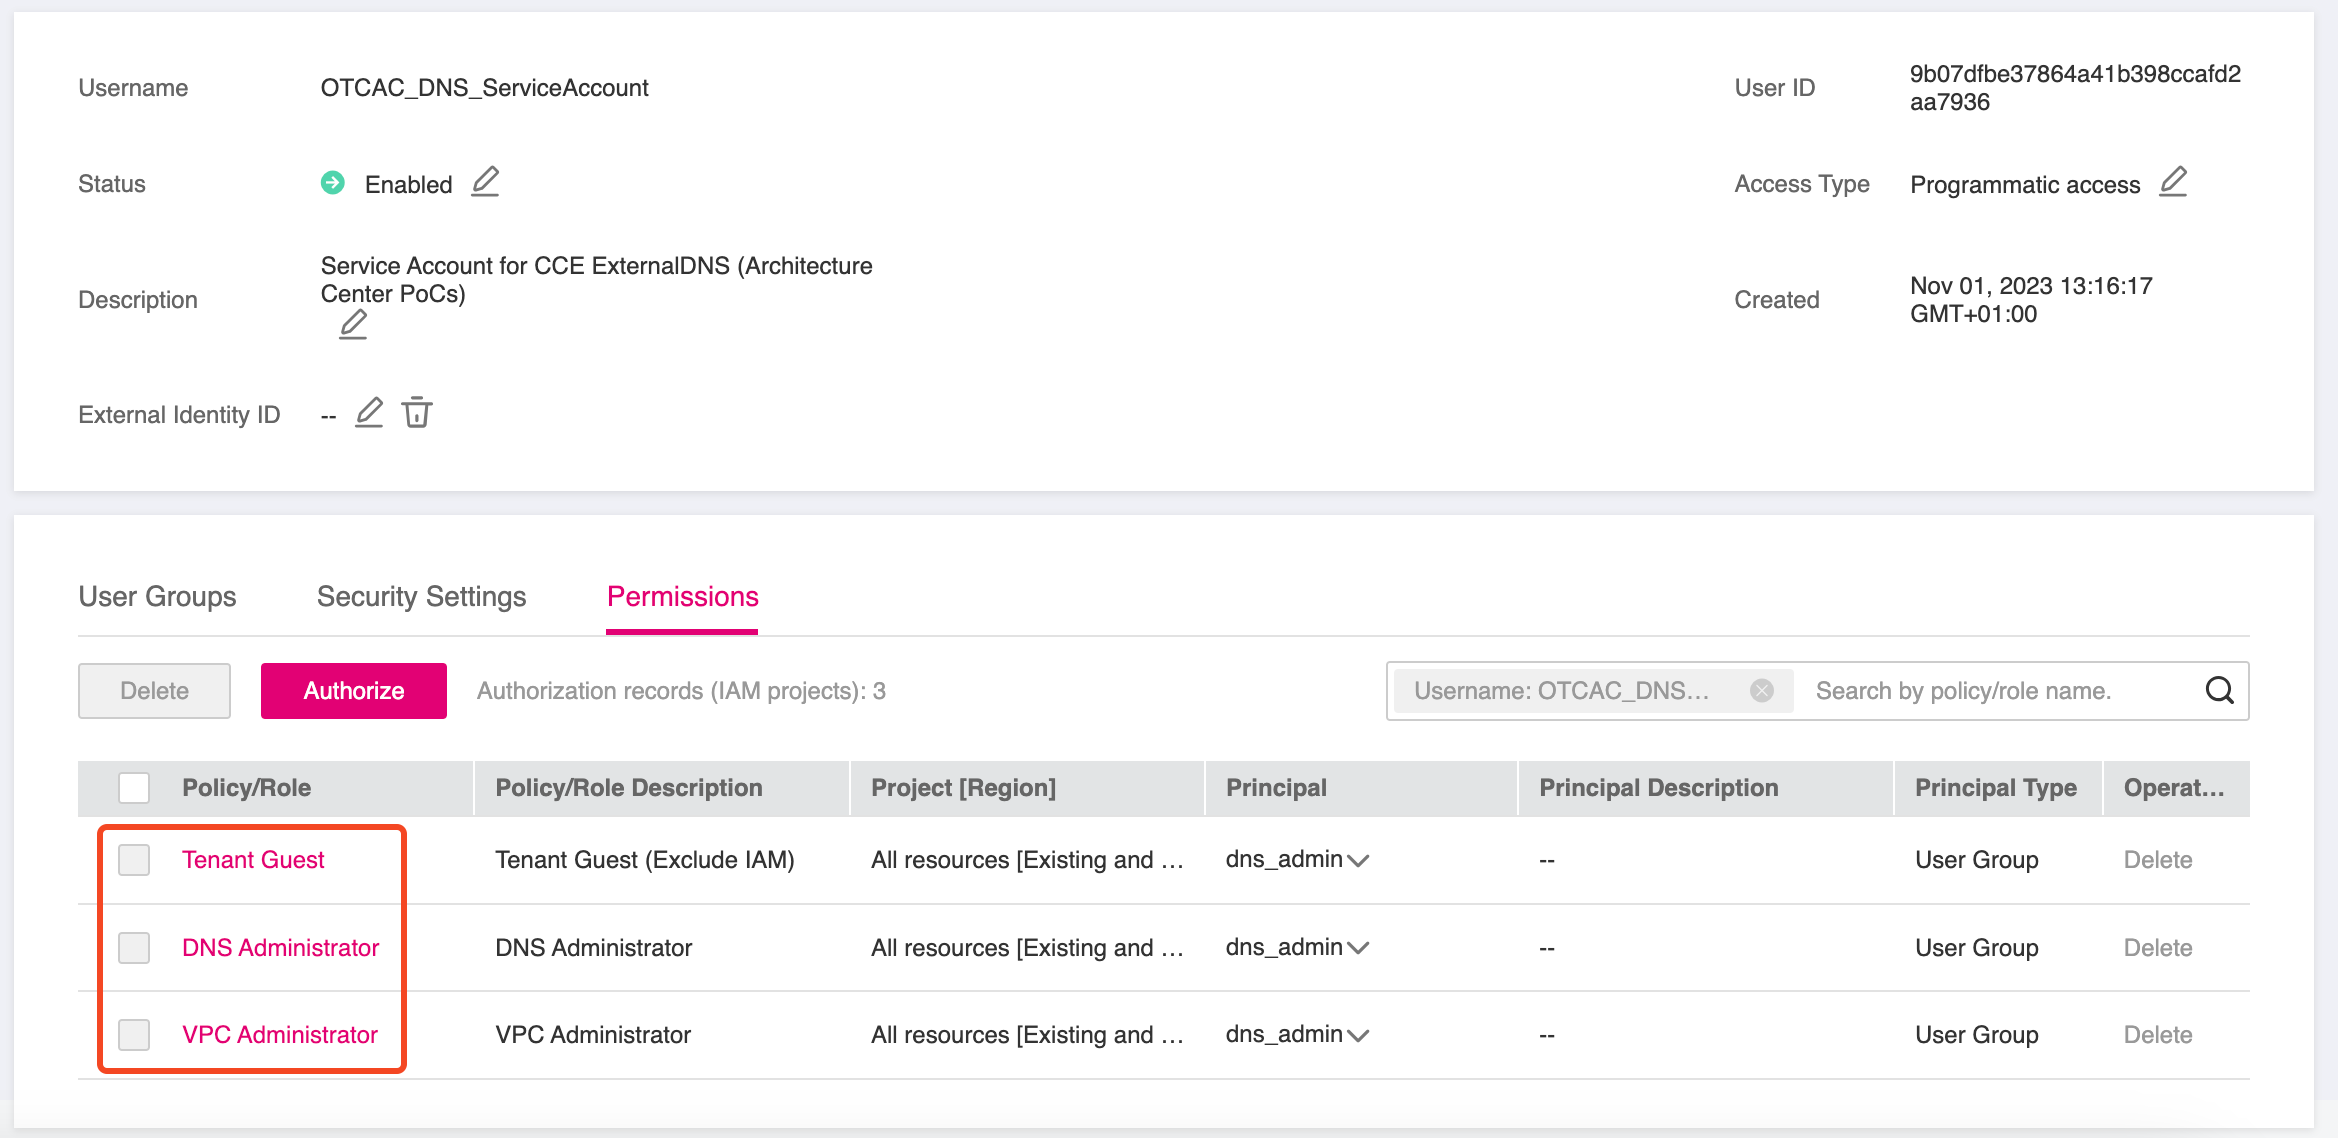 Username
OTCAC_DNS_ServiceAccount
User ID
9b07dfbe37864a41b398ccafd2
aa7936
Status
Enabled
Access Type
Programmatic access
Description
Service Account for CCE ExternalDNS (Architecture
Center PoCs)
Created
Nov 01, 2023 13:16:17
GMT+01:00
External Identity ID
--
User Groups
Security Settings
Permissions
Delete
Authorize
Authorization records (IAM projects): 3
Username: OTCAC_DNS...
Search by policy/role name.
Policy/Role
Policy/Role Description
Project [Region]
Principal
Principal Description
Principal Type
Operat...
Tenant Guest
Tenant Guest (Exclude IAM)
All resources [Existing and ...
dns_admin
--
User Group
Delete
DNS Administrator
DNS Administrator
All resources [Existing and ...
dns_admin
--
User Group
Delete
VPC Administrator
VPC Administrator
All resources [Existing and ...
dns_admin
--
User Group
Delete